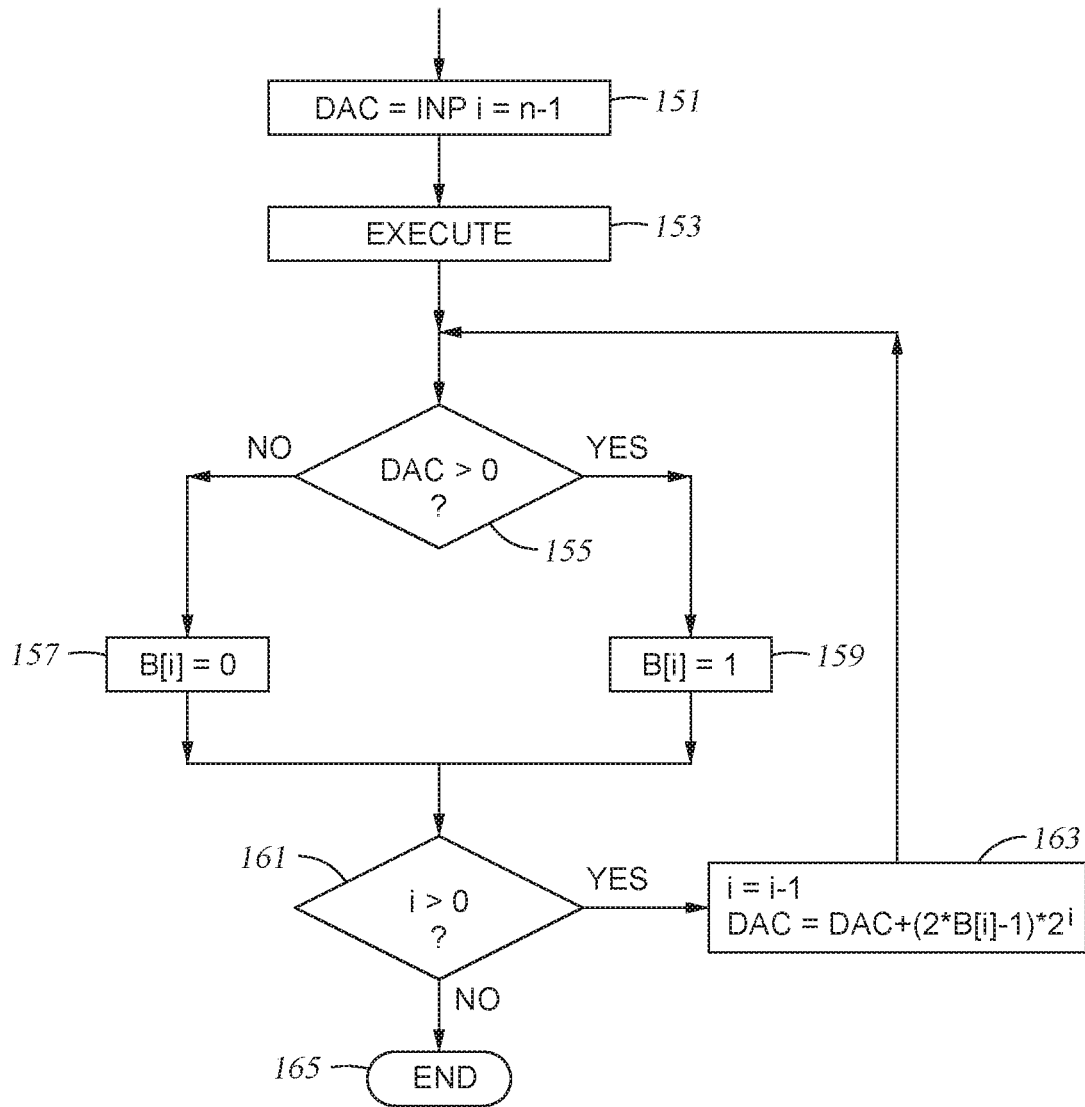 DAC = INP i = n-1
151
EXECUTE
153
NO
YES
DAC > 0
?
155
157
B[i] = 0
B[i] = 1
159
161
i > 0
?
YES
163
i = i-1
DAC = DAC+(2*B[i]-1)*2^i
NO
165
END